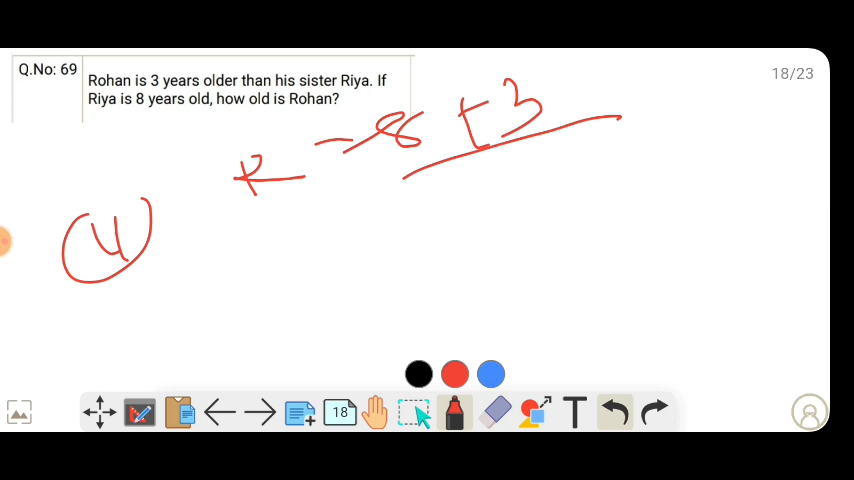 Q.No: 69
Rohan is 3 years older than his sister Riya. If
Riya is 8 years old, how old is Rohan?
18/23
R = 8 + 3
11
18
T